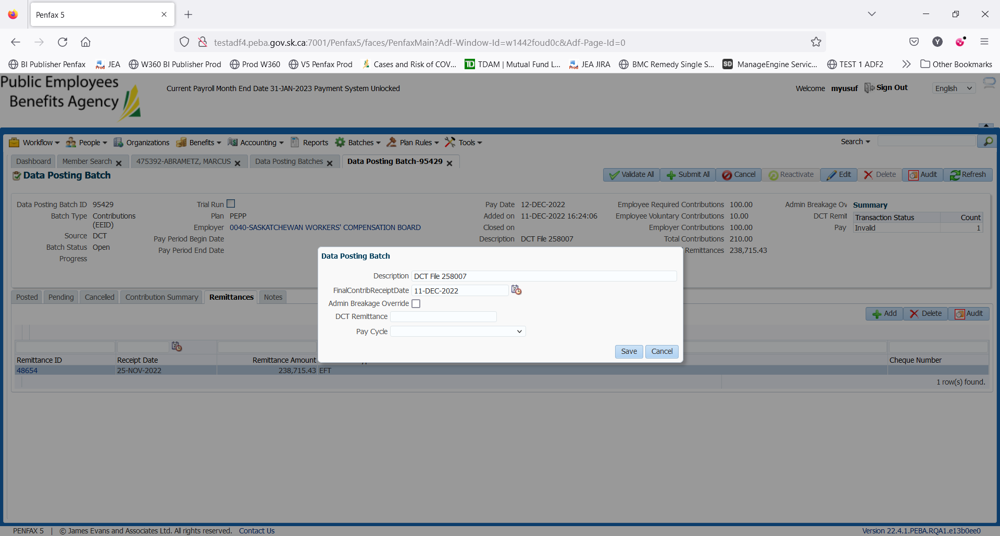 Penfax 5
testadf4.peba.gov.sk.ca:7001/Penfax5/faces/PenfaxMain?Adf-Window-Id=w1442foud0c&Adf-Page-Id=0
BI Publisher Penfax JEA W360 BI Publisher Prod Prod W360 V5 Penfax Prod Cases and Risk of COV... TDAM | Mutual Fund L... JEA JIRA BMC Remedy Single S... ManageEngine Servic... TEST 1 ADF2 Other Bookmarks
Public Employees
Benefits Agency
Current Payroll Month End Date 31-JAN-2023 Payment System Unlocked
Welcome myusuf Sign Out English
Workflow People Organizations Benefits Accounting Reports Batches Plan Rules Tools Search
Dashboard Member Search 475392-ABRAMETZ, MARCUS Data Posting Batches Data Posting Batch-95429
Data Posting Batch
Validate All Submit All Cancel Reactivate Edit Delete Audit Refresh
Data Posting Batch ID 95429 Trial Run Pay Date 12-DEC-2022 Employee Required Contributions 100.00 Admin Breakage Ov Summary
Batch Type Contributions (EEID) Plan PEPP Added on 11-DEC-2022 16:24:06 Employee Voluntary Contributions 10.00 DCT Remit Transaction Status Count
Employer 0040-SASKATCHEWAN WORKERS' COMPENSATION BOARD Closed on Employer Contributions 100.00 Pay Invalid 1
Source DCT Pay Period Begin Date Description DCT File 258007 Total Contributions 210.00
Batch Status Open Pay Period End Date Remittances 238,715.43
Progress
Data Posting Batch
Description DCT File 258007
FinalContribReceiptDate 11-DEC-2022
Admin Breakage Override
DCT Remittance
Pay Cycle
Save Cancel
Posted Pending Cancelled Contribution Summary Remittances Notes
Add Delete Audit
Remittance ID Receipt Date Remittance Amount Cheque Number
48654 25-NOV-2022 238,715.43 EFT
1 row(s) found.
PENFAX 5 | © James Evans and Associates Ltd. All rights reserved. Contact Us
Version 22.4.1.PEBA.RQA1.e13b0ee0